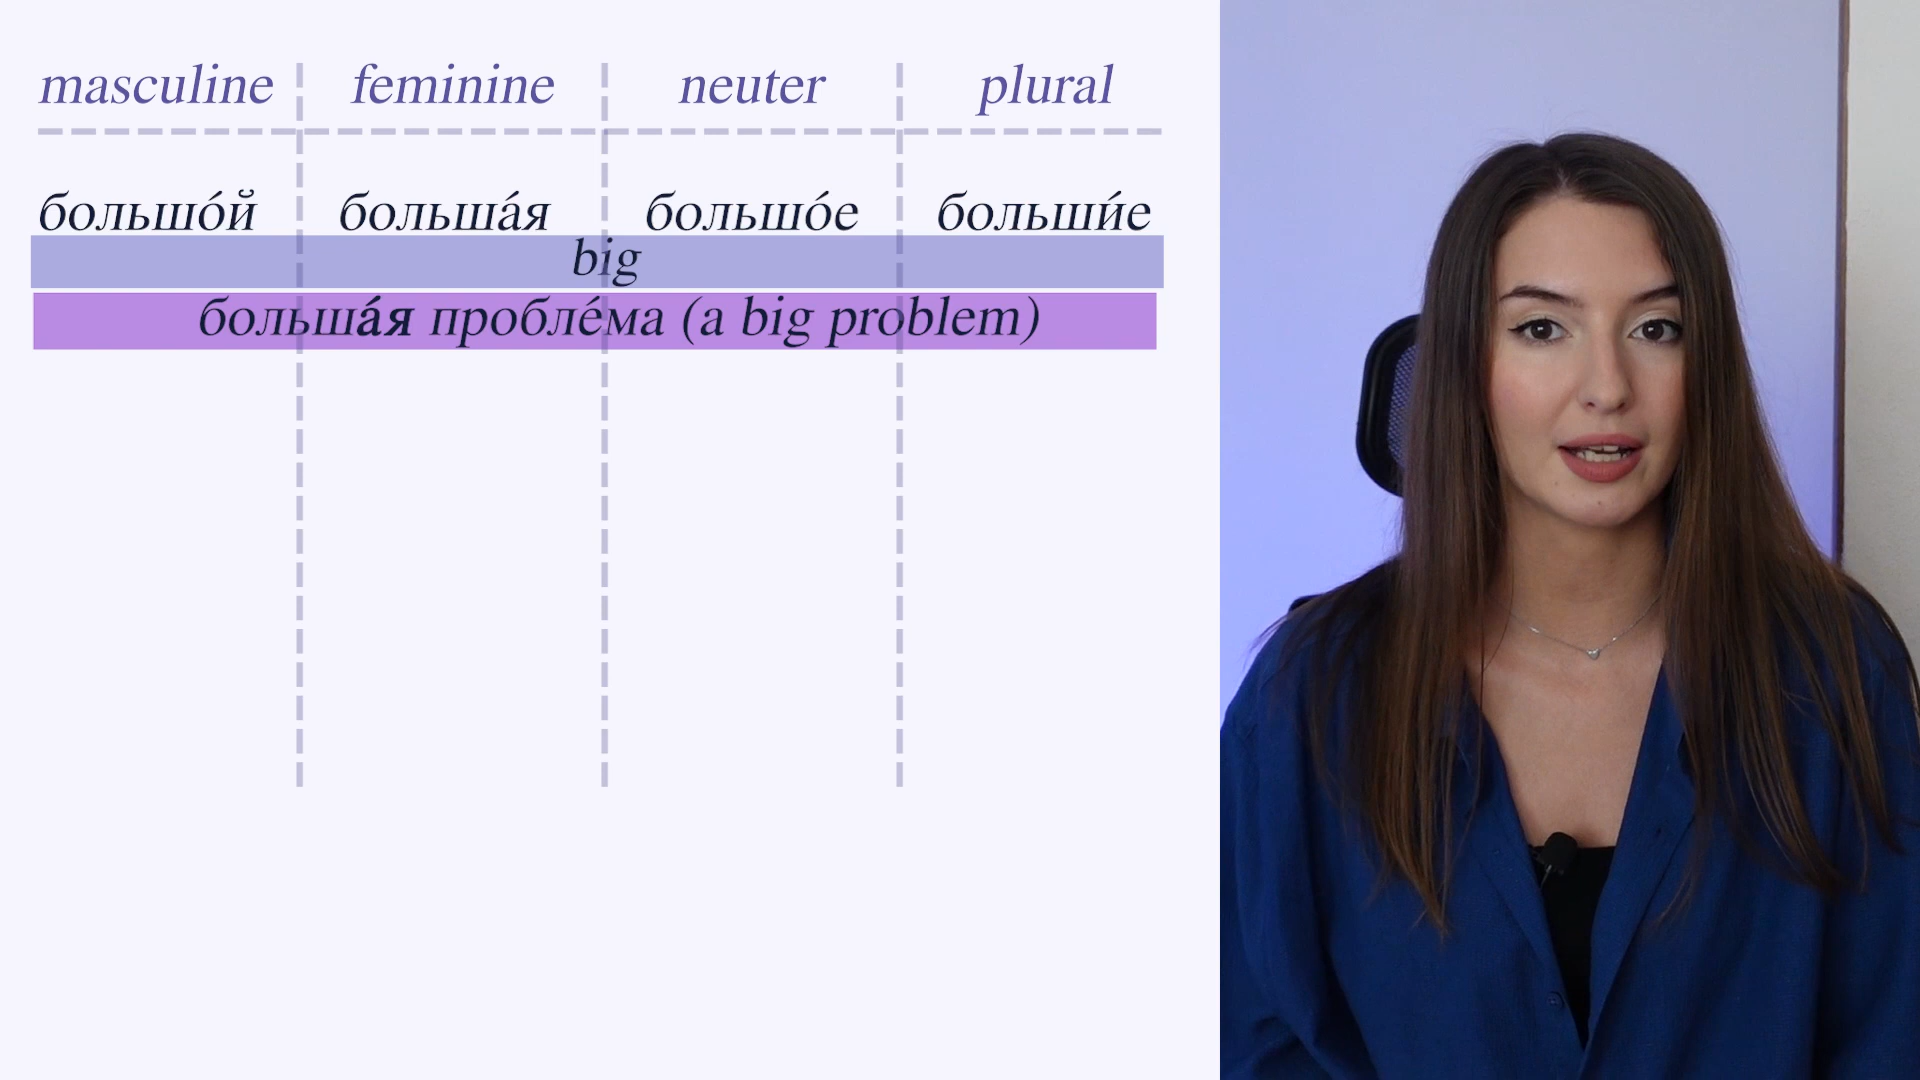 masculine feminine neuter plural
большо́й больша́я большо́е больши́е
big
больша́я пробле́ма (a big problem)